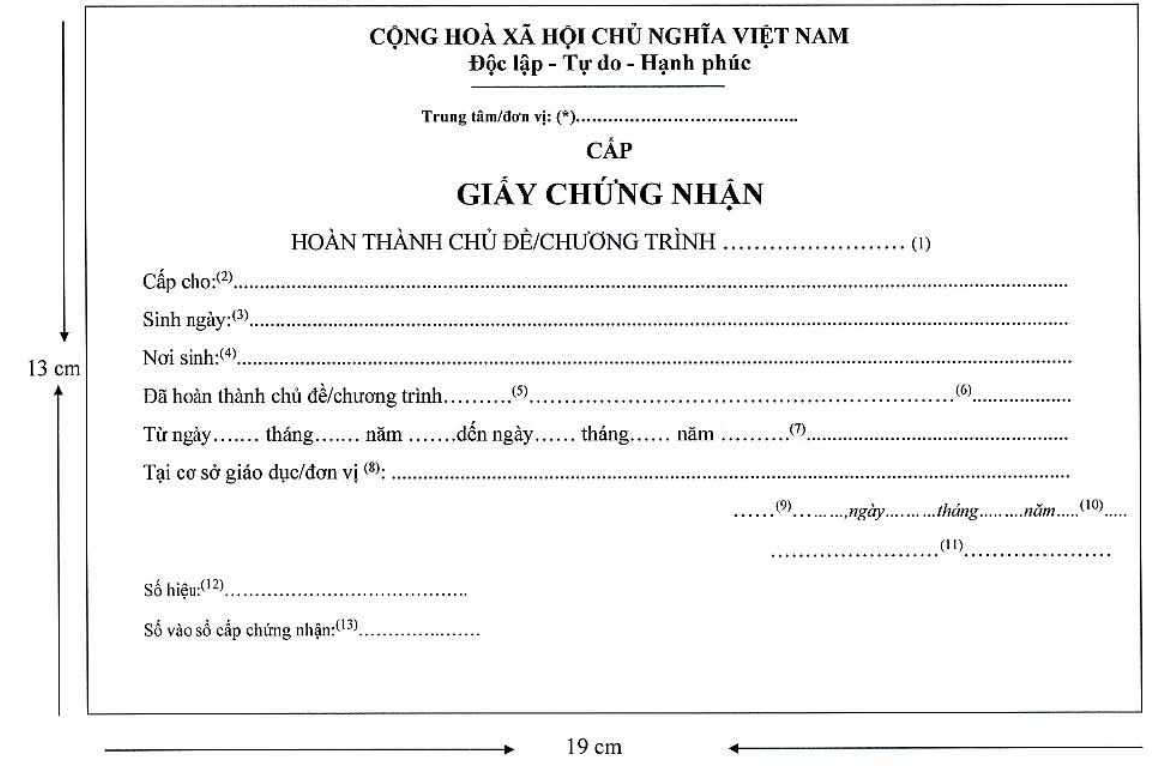 CỘNG HOÀ XÃ HỘI CHỦ NGHĨA VIỆT NAM
Độc lập - Tự do - Hạnh phúc
Trung tâm/đơn vị: (*)..........................................
CẤP
GIẤY CHỨNG NHẬN
HOÀN THÀNH CHỦ ĐỀ/CHƯƠNG TRÌNH ........................ (1)
Cấp cho:(2)..........................................................................................
Sinh ngày:(3)..........................................................................................
Nơi sinh:(4)..........................................................................................
Đã hoàn thành chủ đề/chương trình..........(5)..................................................(6)...................
Từ ngày....... tháng....... năm .......đến ngày...... tháng...... năm ..........(7)..................................................
13 cm
Tại cơ sở giáo dục/đơn vị (8): ..........................................................................................
......(9)........,ngày.........tháng.........năm.....(10).....
........................(11).....................
Số hiệu:(12)........................................
Số vào sổ cấp chứng nhận:(13).....................
19 cm